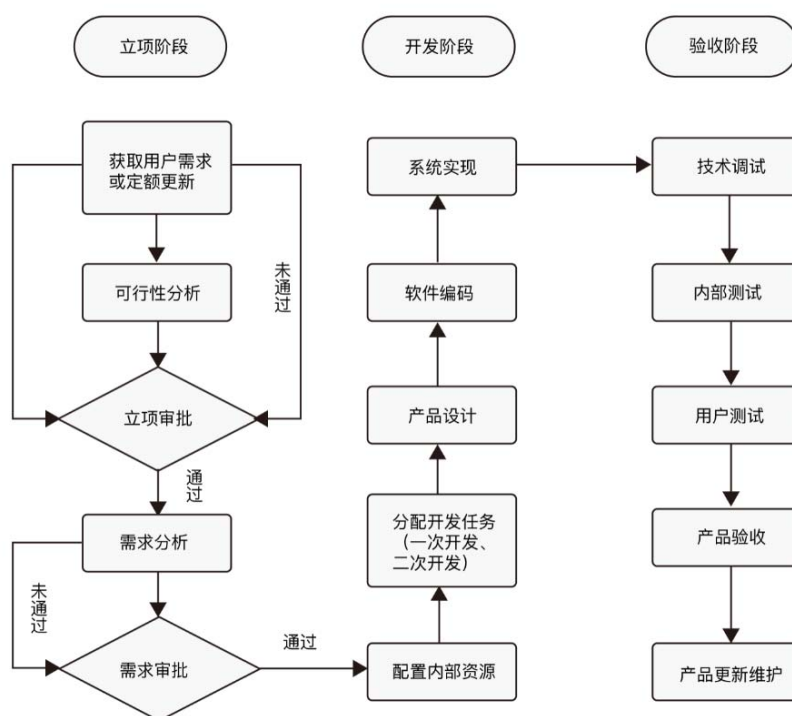 立项阶段
获取用户需求
或定额更新
未通过
可行性分析
立项审批
通过
需求分析
未通过
需求审批
通过
开发阶段
系统实现
软件编码
产品设计
分配开发任务
（一次开发、
二次开发）
配置内部资源
验收阶段
技术调试
内部测试
用户测试
产品验收
产品更新维护